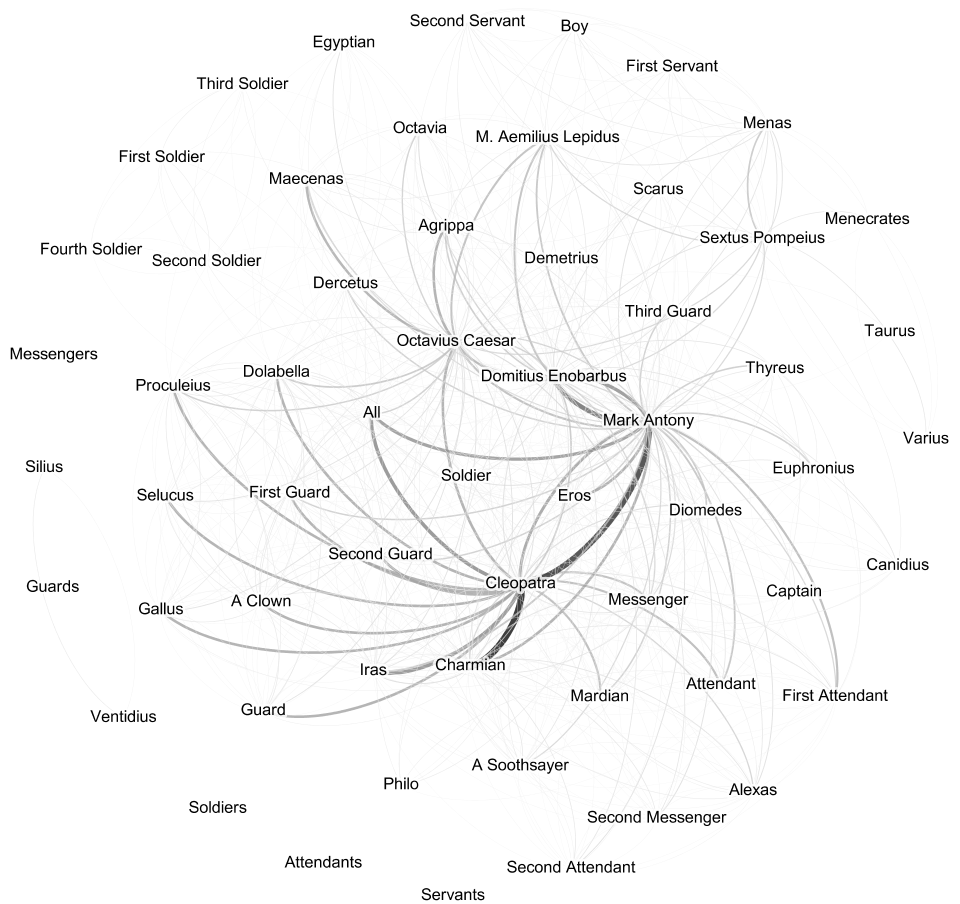 Second Servant
Boy
Egyptian
First Servant
Third Soldier
Menas
Octavia
M. Aemilius Lepidus
First Soldier
Maecenas
Scarus
Menecrates
Agrippa
Sextus Pompeius
Fourth Soldier
Second Soldier
Demetrius
Dercetus
Third Guard
Taurus
Octavius Caesar
Messengers
Thyreus
Dolabella
Domitius Enobarbus
Proculeius
All
Mark Antony
Varius
Silius
Euphronius
Soldier
First Guard
Selucus
Eros
Diomedes
Second Guard
Canidius
Cleopatra
Guards
Captain
Messenger
A Clown
Gallus
Charmian
Iras
Attendant
Mardian
First Attendant
Guard
Ventidius
A Soothsayer
Philo
Alexas
Soldiers
Second Messenger
Attendants
Second Attendant
Servants